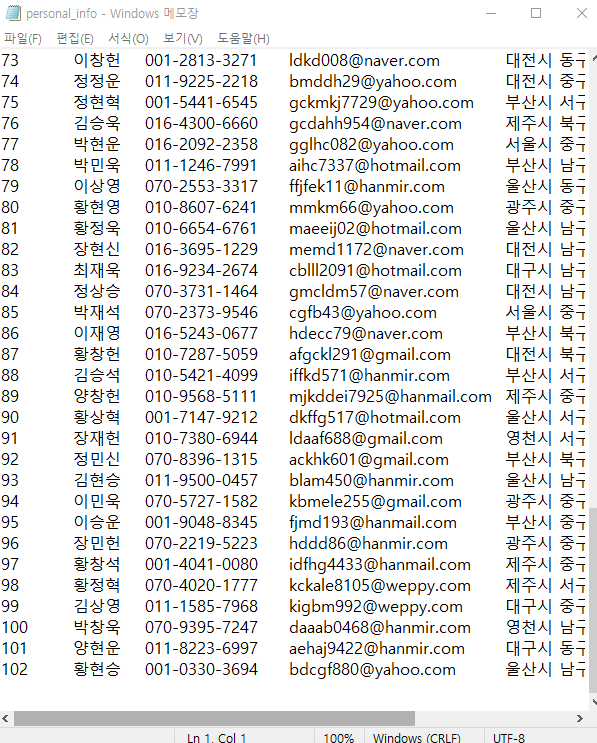 personal_info - Windows 메모장
파일(F) 편집(E) 서식(O) 보기(V) 도움말(H)
73 이창헌 001-2813-3271 ldkd008@naver.com 대전시 동구
74 정정운 011-9225-2218 bmddh29@yahoo.com 대전시 중구
75 정현혁 001-5441-6545 gckmkj7729@yahoo.com 부산시 서구
76 김승욱 016-4300-6660 gcdahh954@naver.com 제주시 북구
77 박현운 016-2092-2358 gglhc082@yahoo.com 서울시 중구
78 박민욱 011-1246-7991 aihc7337@hotmail.com 부산시 남구
79 이상영 070-2553-3317 ffjfek11@hanmir.com 울산시 동구
80 황현영 010-8607-6241 mmkm66@yahoo.com 광주시 중구
81 황정욱 010-6654-6761 maeeij02@hotmail.com 울산시 남구
82 장현신 016-3695-1229 memd1172@naver.com 대전시 남구
83 최재욱 016-9234-2674 cblll2091@hotmail.com 대구시 남구
84 정상승 070-3731-1464 gmcldm57@naver.com 대전시 남구
85 박재석 070-2373-9546 cgfb43@yahoo.com 서울시 중구
86 이재영 016-5243-0677 hdecc79@naver.com 부산시 북구
87 황창헌 010-7287-5059 afgckl291@gmail.com 대전시 북구
88 김승석 010-5421-4099 iffkd571@hanmir.com 부산시 서구
89 양창헌 010-9568-5111 mjkddei7925@hanmail.com 제주시 중구
90 황상혁 001-7147-9212 dkffg517@hotmail.com 울산시 서구
91 장재헌 010-7380-6944 ldaaf688@gmail.com 영천시 서구
92 정민신 070-8396-1315 ackhk601@gmail.com 부산시 북구
93 김현승 011-9500-0457 blam450@hanmir.com 울산시 남구
94 이민욱 070-5727-1582 kbmele255@gmail.com 광주시 중구
95 이승운 001-9048-8345 fjmd193@hanmail.com 부산시 중구
96 장민헌 070-2219-5223 hddd86@hanmir.com 광주시 중구
97 황창석 001-4041-0080 idfhg4433@hanmail.com 제주시 중구
98 황정혁 070-4020-1777 kckale8105@weppy.com 제주시 서구
99 김상영 011-1585-7968 kigbm992@weppy.com 대구시 중구
100 박창욱 070-9395-7247 daaab0468@hanmir.com 영천시 남구
101 양현운 011-8223-6997 aehaj9422@hanmir.com 대구시 동구
102 황현승 001-0330-3694 bdcgf880@yahoo.com 울산시 남구
Ln 1, Col 1 100% Windows (CRLF) UTF-8